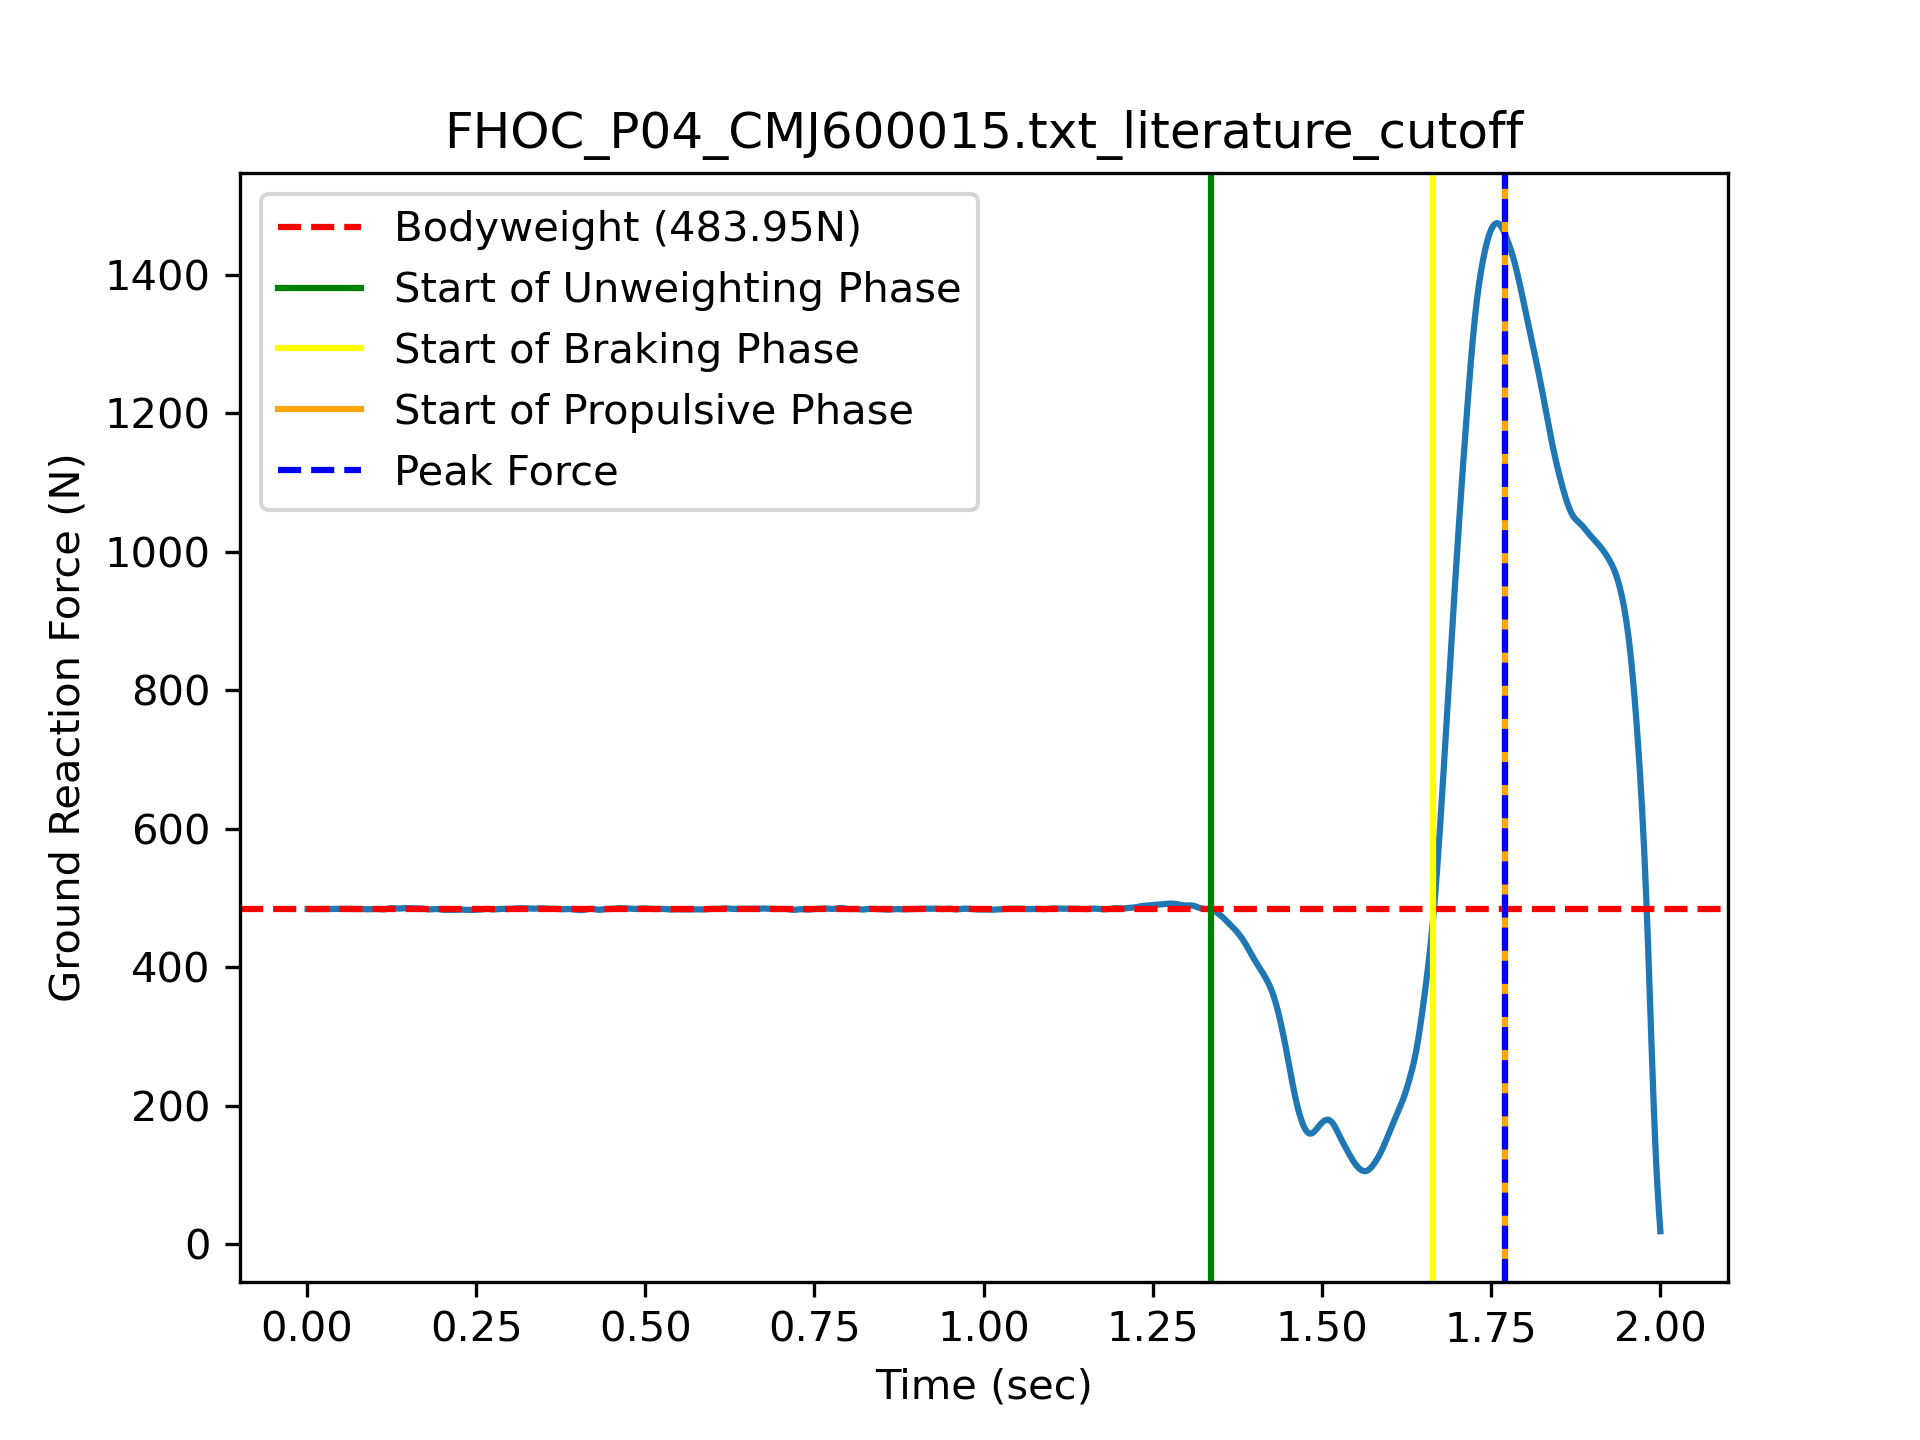 FHOC_P04_CMJ600015.txt_literature_cutoff
Bodyweight (483.95N)
Start of Unweighting Phase
Start of Braking Phase
Start of Propulsive Phase
Peak Force
Ground Reaction Force (N)
1400
1200
1000
800
600
400
200
0
0.00 0.25 0.50 0.75 1.00 1.25 1.50 1.75 2.00
Time (sec)